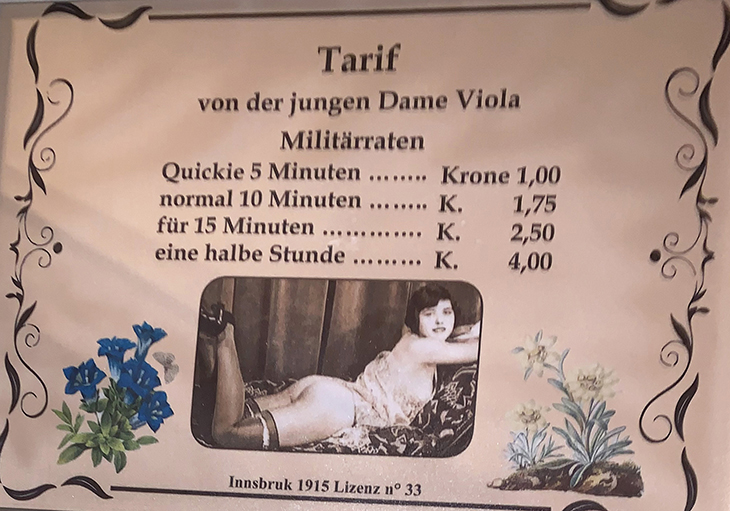 Tarif
von der jungen Dame Viola
Militärraten
Quickie 5 Minuten ........ Krone 1,00
normal 10 Minuten ........ K. 1,75
für 15 Minuten .............. K. 2,50
eine halbe Stunde ......... K. 4,00
Innsbruk 1915 Lizenz n° 33